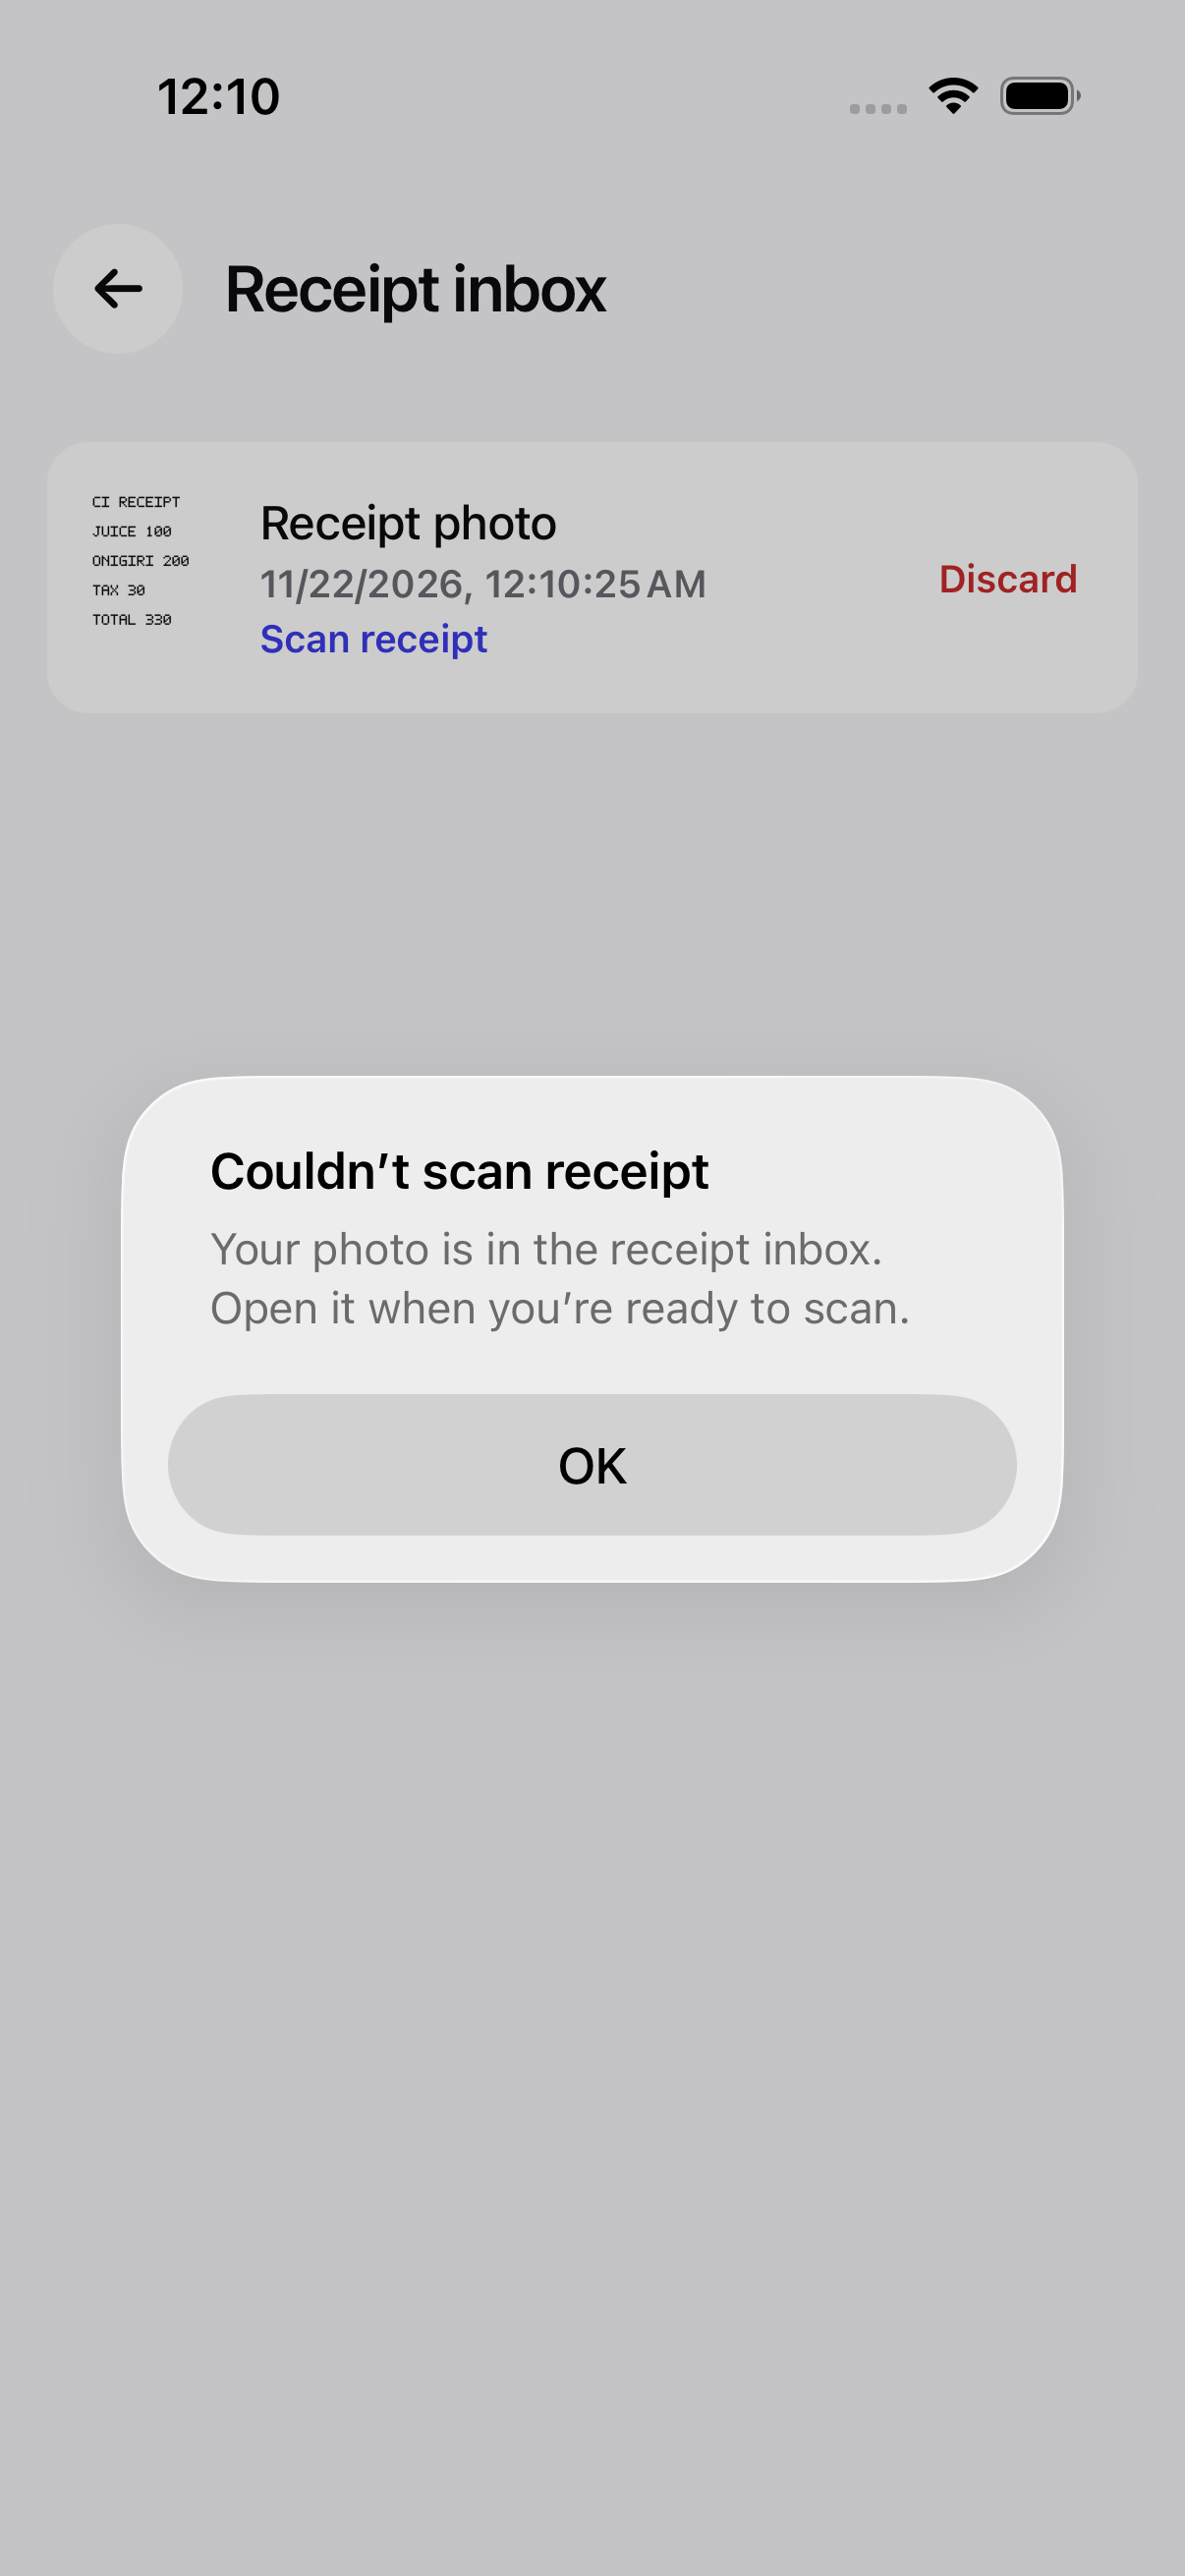 12:10
Receipt inbox
CI RECEIPT
JUICE 100
ONIGIRI 200
TAX 30
TOTAL 330
Receipt photo
11/22/2026, 12:10:25 AM
Scan receipt
Discard
Couldn’t scan receipt
Your photo is in the receipt inbox.
Open it when you’re ready to scan.
OK